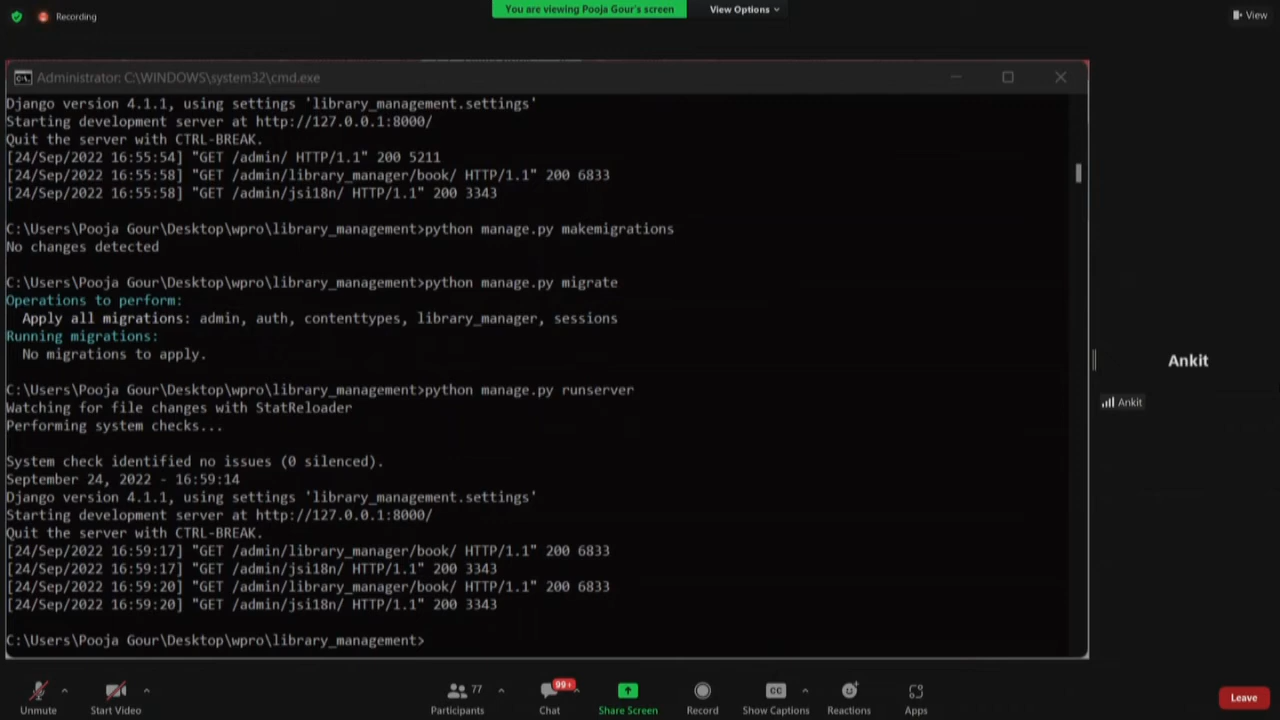 Recording
You are viewing Pooja Gour's screen
View Options
View
Administrator: C:\WINDOWS\system32\cmd.exe
Django version 4.1.1, using settings 'library_management.settings'
Starting development server at http://127.0.0.1:8000/
Quit the server with CTRL-BREAK.
[24/Sep/2022 16:55:54] "GET /admin/ HTTP/1.1" 200 5211
[24/Sep/2022 16:55:58] "GET /admin/library_manager/book/ HTTP/1.1" 200 6833
[24/Sep/2022 16:55:58] "GET /admin/jsi18n/ HTTP/1.1" 200 3343
C:\Users\Pooja Gour\Desktop\wpro\library_management>python manage.py makemigrations
No changes detected
C:\Users\Pooja Gour\Desktop\wpro\library_management>python manage.py migrate
Operations to perform:
Apply all migrations: admin, auth, contenttypes, library_manager, sessions
Running migrations:
No migrations to apply.
C:\Users\Pooja Gour\Desktop\wpro\library_management>python manage.py runserver
Watching for file changes with StatReloader
Performing system checks...
System check identified no issues (0 silenced).
September 24, 2022 - 16:59:14
Django version 4.1.1, using settings 'library_management.settings'
Starting development server at http://127.0.0.1:8000/
Quit the server with CTRL-BREAK.
[24/Sep/2022 16:59:17] "GET /admin/library_manager/book/ HTTP/1.1" 200 6833
[24/Sep/2022 16:59:17] "GET /admin/jsi18n/ HTTP/1.1" 200 3343
[24/Sep/2022 16:59:20] "GET /admin/library_manager/book/ HTTP/1.1" 200 6833
[24/Sep/2022 16:59:20] "GET /admin/jsi18n/ HTTP/1.1" 200 3343
C:\Users\Pooja Gour\Desktop\wpro\library_management>
Ankit
Ankit
77
99+
CC
Unmute
Start Video
Participants
Chat
Share Screen
Record
Show Captions
Reactions
Apps
Leave